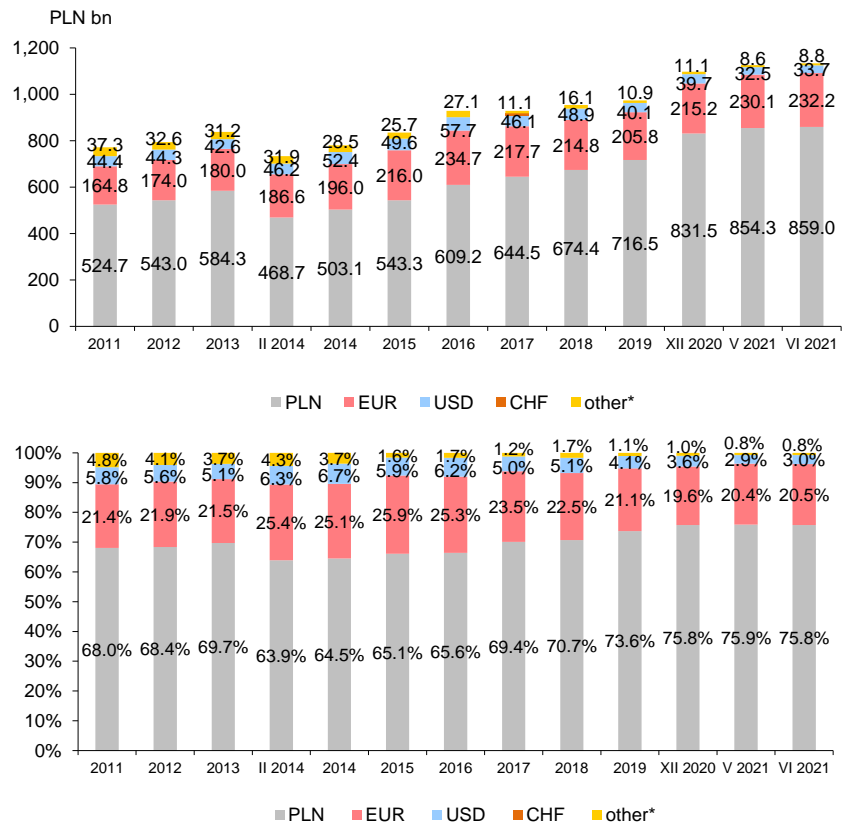 PLN bn
1,200
1,000
800
600
400
200
0
37.3 32.6 31.2 31.9 28.5 25.7 27.1 11.1 16.1 10.9 11.1 8.6 8.8
44.4 44.3 42.6 46.2 52.4 49.6 57.7 46.1 48.9 40.1 39.7 32.5 33.7
164.8 174.0 180.0 186.6 196.0 216.0 234.7 217.7 214.8 205.8 215.2 230.1 232.2
524.7 543.0 584.3 468.7 503.1 543.3 609.2 644.5 674.4 716.5 831.5 854.3 859.0
2011 2012 2013 II 2014 2014 2015 2016 2017 2018 2019 XII 2020 V 2021 VI 2021
PLN EUR USD CHF other*
100%
90%
80%
70%
60%
50%
40%
30%
20%
10%
0%
4.8% 4.1% 3.7% 4.3% 3.7% 1.6% 1.7% 1.2% 1.7% 1.1% 1.0% 0.8% 0.8%
5.8% 5.6% 5.1% 6.3% 6.7% 5.9% 6.2% 5.0% 5.1% 4.1% 3.6% 2.9% 3.0%
21.4% 21.9% 21.5% 25.4% 25.1% 25.9% 25.3% 23.5% 22.5% 21.1% 19.6% 20.4% 20.5%
68.0% 68.4% 69.7% 63.9% 64.5% 65.1% 65.6% 69.4% 70.7% 73.6% 75.8% 75.9% 75.8%
2011 2012 2013 II 2014 2014 2015 2016 2017 2018 2019 XII 2020 V 2021 VI 2021
PLN EUR USD CHF other*